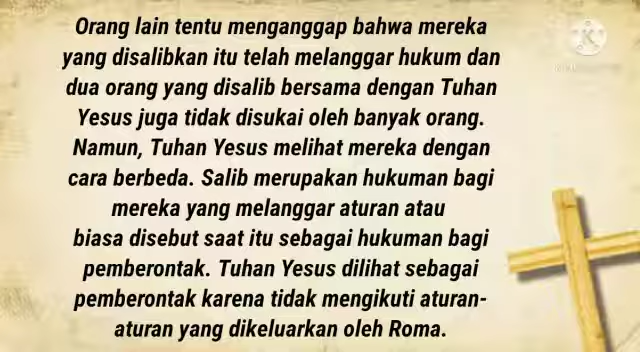 Orang lain tentu menganggap bahwa mereka
yang disalibkan itu telah melanggar hukum dan
dua orang yang disalib bersama dengan Tuhan
Yesus juga tidak disukai oleh banyak orang.
Namun, Tuhan Yesus melihat mereka dengan
cara berbeda. Salib merupakan hukuman bagi
mereka yang melanggar aturan atau
biasa disebut saat itu sebagai hukuman bagi
pemberontak. Tuhan Yesus dilihat sebagai
pemberontak karena tidak mengikuti aturan-
aturan yang dikeluarkan oleh Roma.